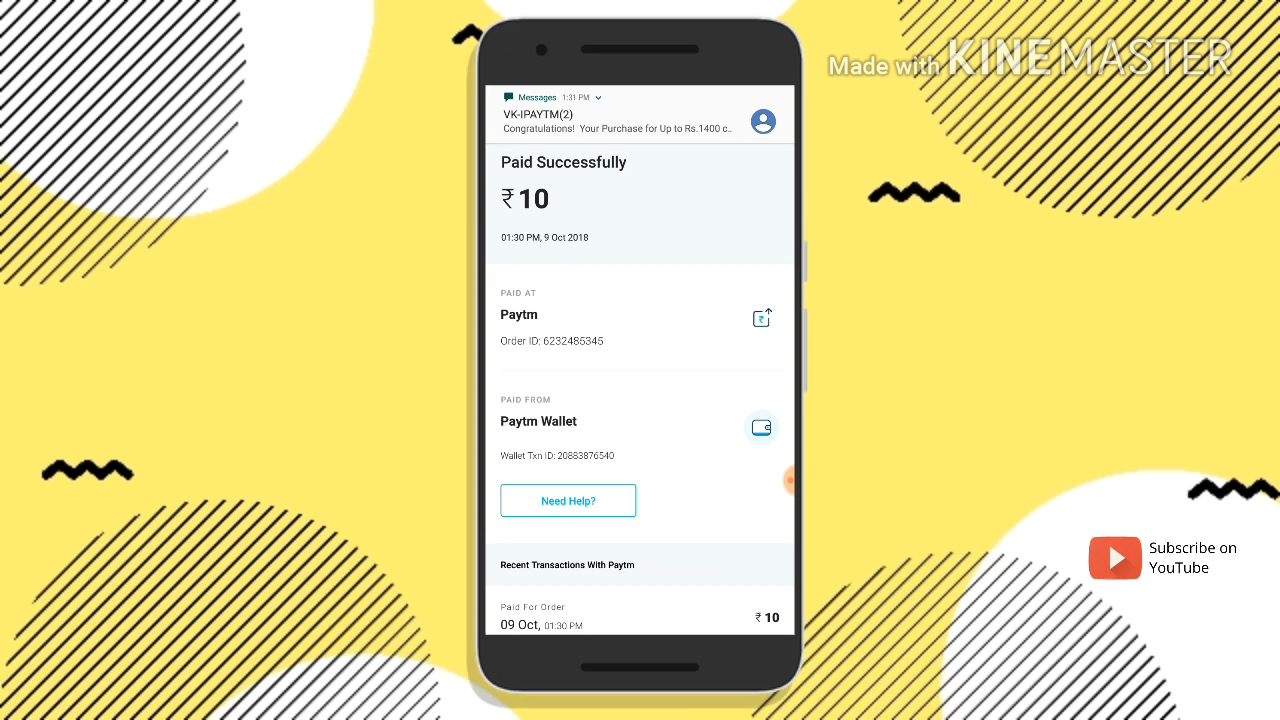 Made with KINEMASTER
Messages 1:31 PM
VK-IPAYTM(2)
Congratulations! Your Purchase for Up to Rs.1400 c..
Paid Successfully
₹ 10
01:30 PM, 9 Oct 2018
PAID AT
Paytm
Order ID: 6232485345
PAID FROM
Paytm Wallet
Wallet Txn ID: 20883876540
Need Help?
Subscribe on
YouTube
Recent Transactions With Paytm
Paid For Order
₹ 10
09 Oct, 01:30 PM